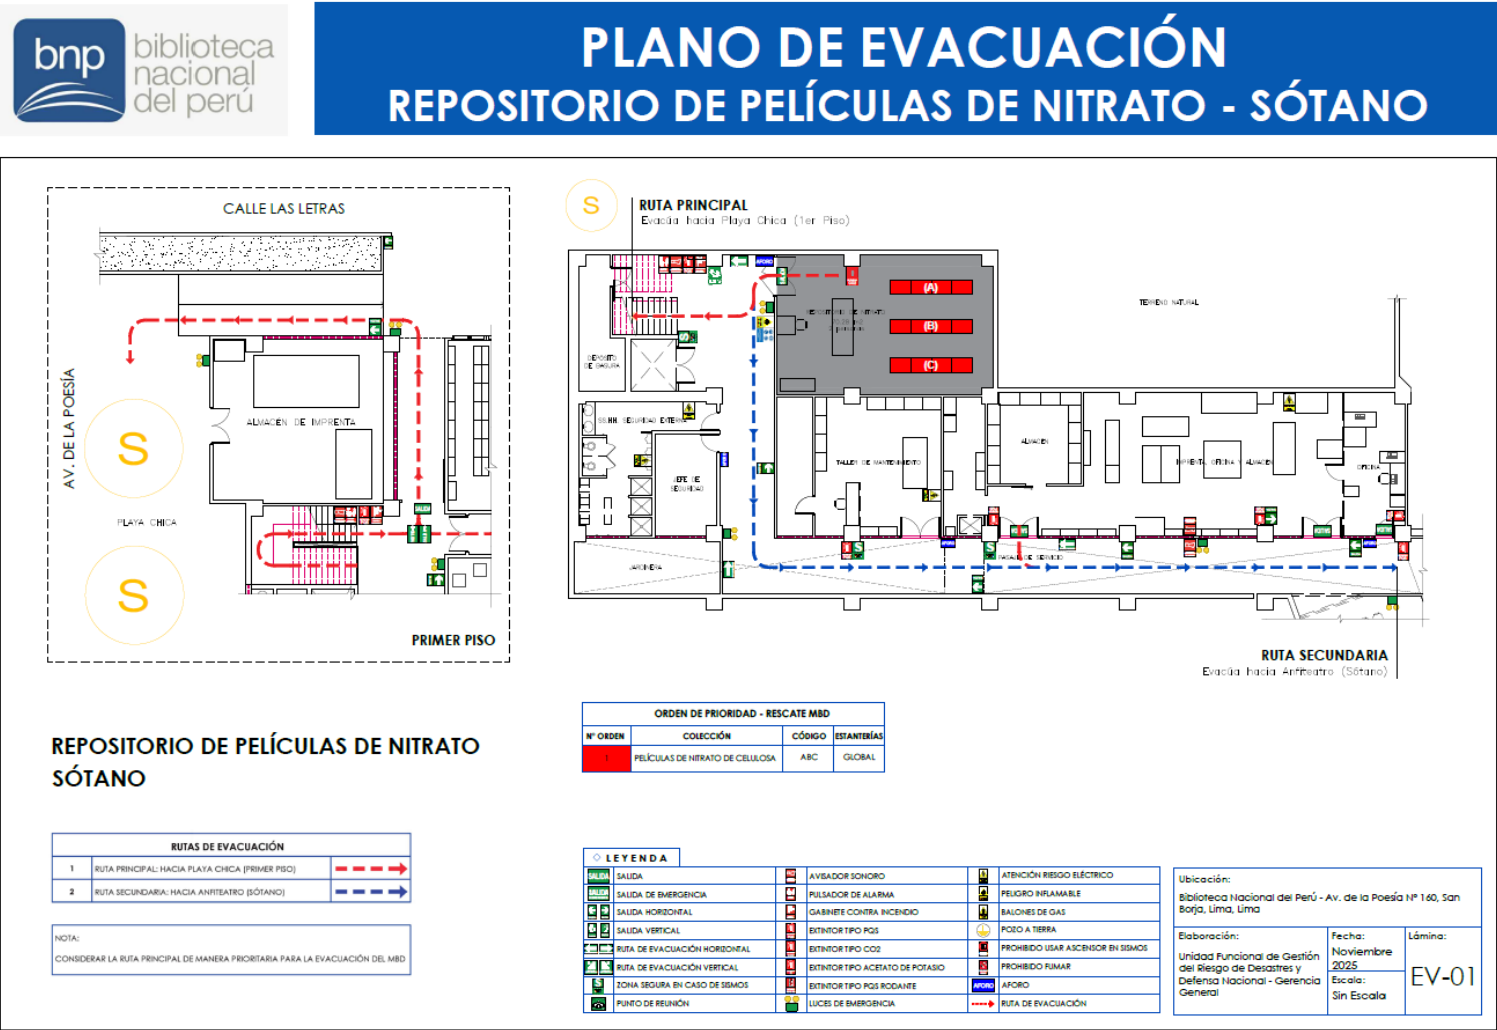 bnp
biblioteca
nacional
del perú
PLANO DE EVACUACIÓN
REPOSITORIO DE PELÍCULAS DE NITRATO - SÓTANO
CALLE LAS LETRAS
AV. DE LA POESÍA
ALMACÉN DE IMPRENTA
PLAYA CHICA
S
S
PRIMER PISO
S
RUTA PRINCIPAL
Evacúa hacia Playa Chica (1er Piso)
AFORO
(A)
(B)
(C)
REPOSITORIO DE NITRATO
TERRENO NATURAL
DEPÓSITO
DE BASURA
SS.HH. SEGURIDAD EXTERNA
JEFE DE
SEGURIDAD
TALLER DE MANTENIMIENTO
ALMACÉN
IMPRENTA, OFICINA Y ALMACÉN
OFICINA
JARDINERA
PASAJE DE SERVICIO
RUTA SECUNDARIA
Evacúa hacia Anfiteatro (Sótano)
REPOSITORIO DE PELÍCULAS DE NITRATO
SÓTANO
ORDEN DE PRIORIDAD - RESCATE MBD
N° ORDEN COLECCIÓN CÓDIGO ESTANTERÍAS
1 PELÍCULAS DE NITRATO DE CELULOSA ABC GLOBAL
RUTAS DE EVACUACIÓN
1 RUTA PRINCIPAL: HACIA PLAYA CHICA (PRIMER PISO)
2 RUTA SECUNDARIA: HACIA ANFITEATRO (SÓTANO)
NOTA:
CONSIDERAR LA RUTA PRINCIPAL DE MANERA PRIORITARIA PARA LA EVACUACIÓN DEL MBD
LEYENDA
SALIDA SALIDA
SALIDA DE EMERGENCIA
SALIDA HORIZONTAL
SALIDA VERTICAL
RUTA DE EVACUACIÓN HORIZONTAL
RUTA DE EVACUACIÓN VERTICAL
S ZONA SEGURA EN CASO DE SISMOS
PUNTO DE REUNIÓN
AVISADOR SONORO
PULSADOR DE ALARMA
GABINETE CONTRA INCENDIO
EXTINTOR TIPO PQS
EXTINTOR TIPO CO2
EXTINTOR TIPO ACETATO DE POTASIO
EXTINTOR TIPO PQS RODANTE
LUCES DE EMERGENCIA
ATENCIÓN RIESGO ELÉCTRICO
PELIGRO INFLAMABLE
BALONES DE GAS
POZO A TIERRA
PROHIBIDO USAR ASCENSOR EN SISMOS
PROHIBIDO FUMAR
AFORO AFORO
RUTA DE EVACUACIÓN
Ubicación:
Biblioteca Nacional del Perú - Av. de la Poesía N° 160, San
Borja, Lima, Lima
Elaboración:
Unidad Funcional de Gestión
del Riesgo de Desastres y
Defensa Nacional - Gerencia
General
Fecha:
Noviembre
2025
Escala:
Sin Escala
Lámina:
EV-01